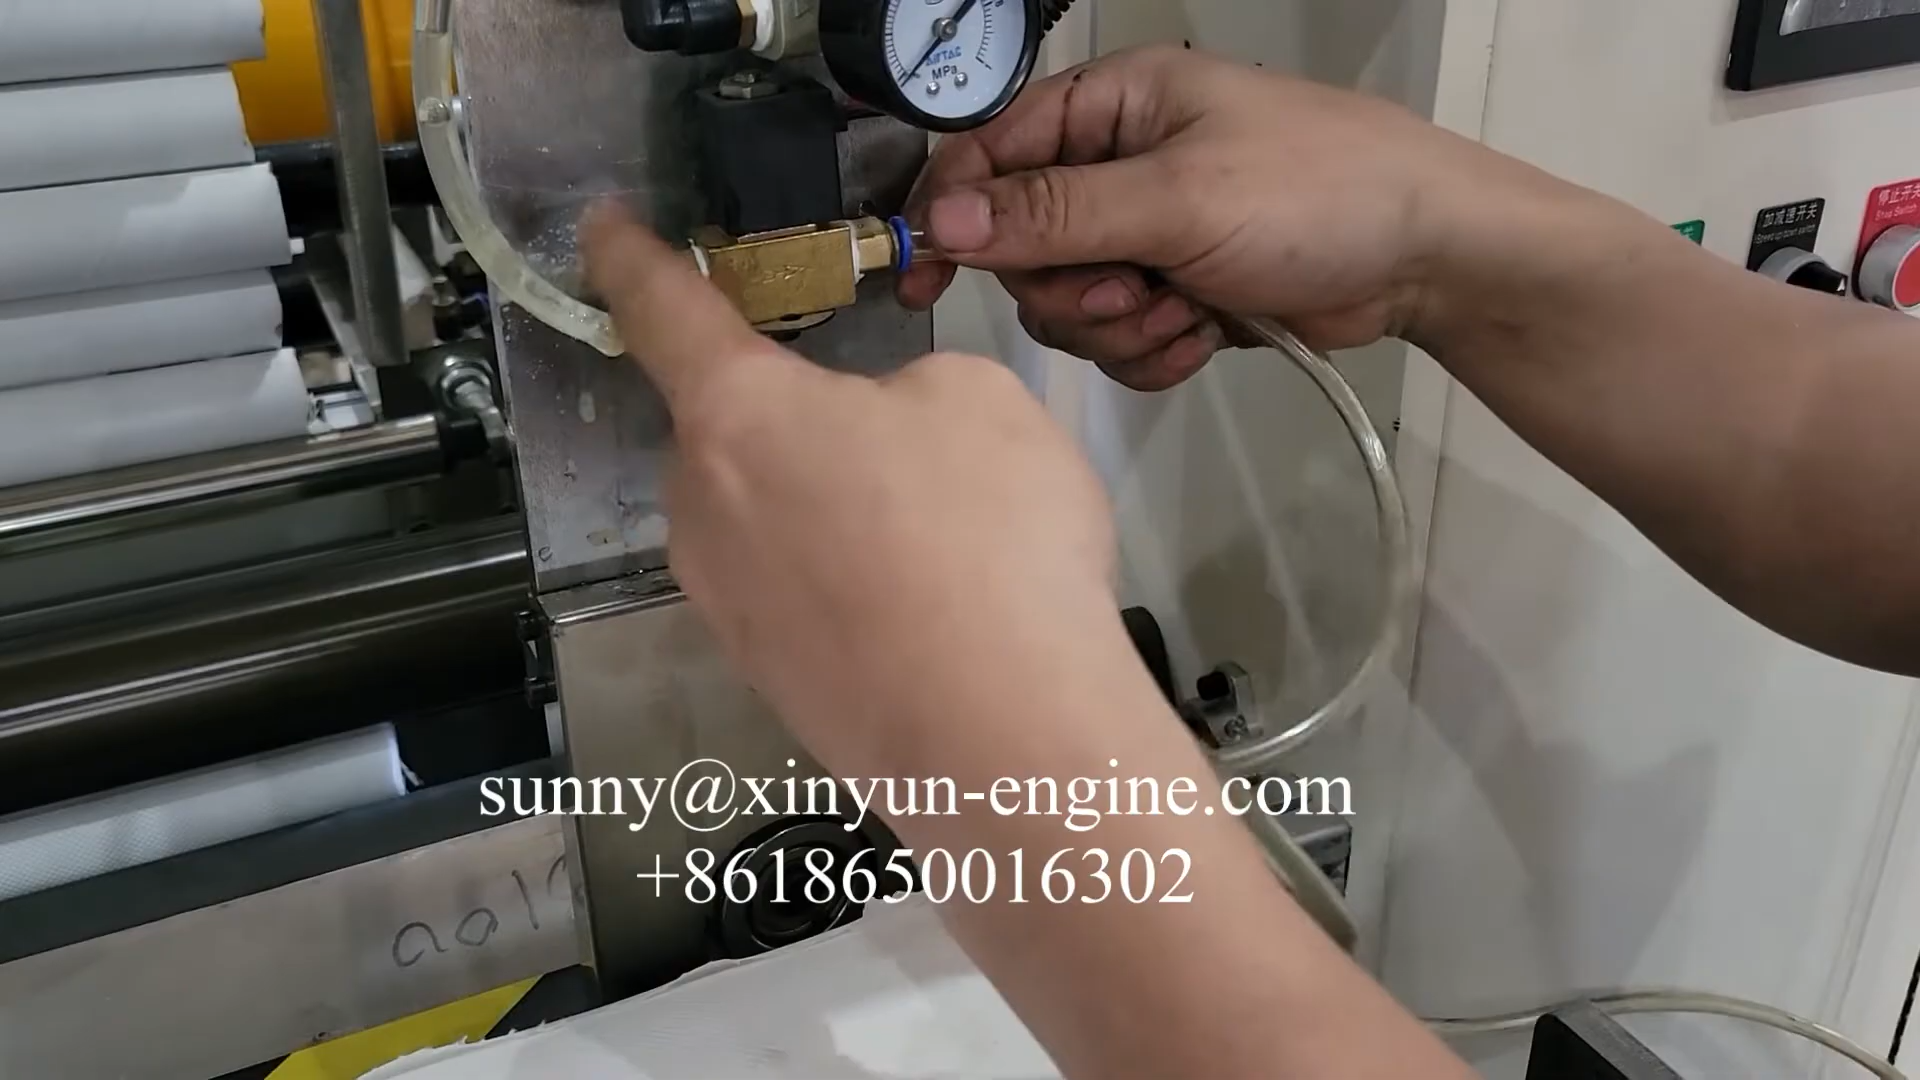 AIRTAC
MPa
加减速开关
Speed up/down switch
停止开关
Stop Switch
sunny@xinyun-engine.com
+8618650016302